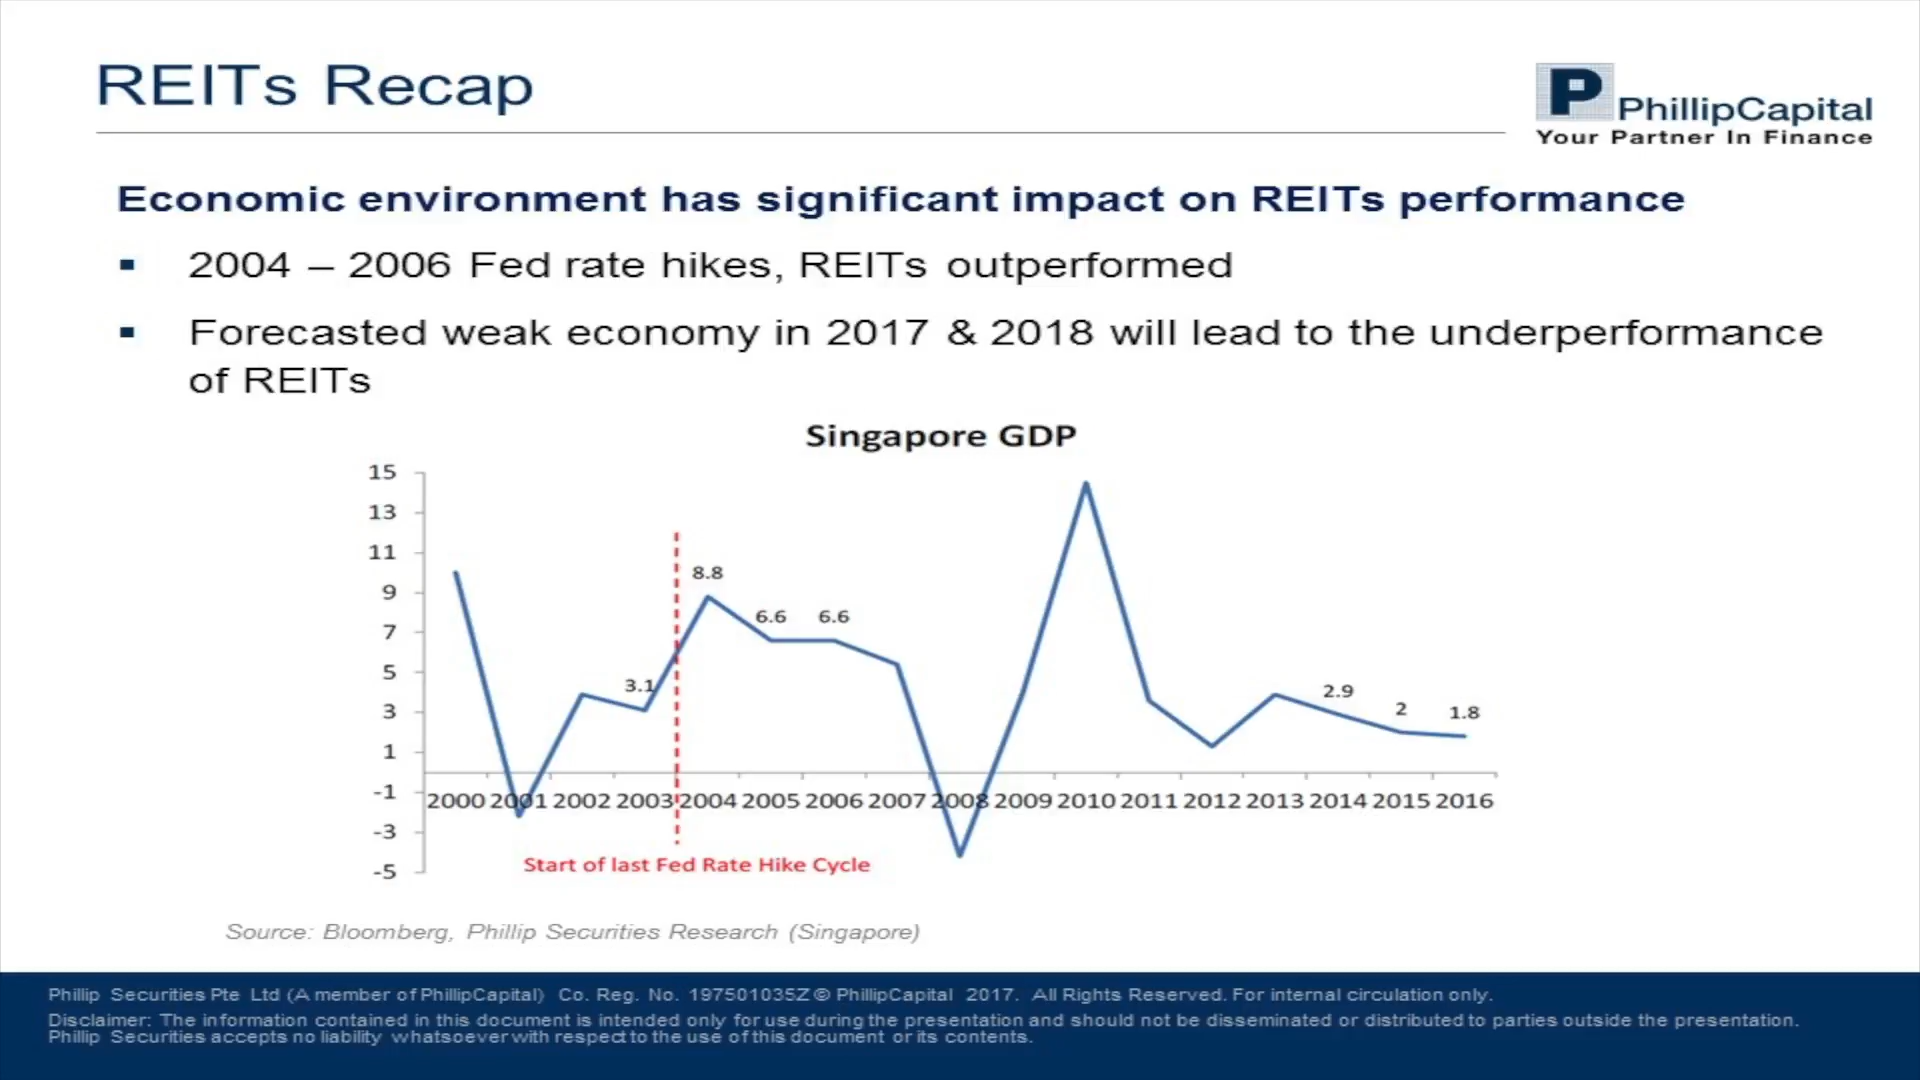 REITs Recap
P PhillipCapital
Your Partner In Finance
Economic environment has significant impact on REITs performance
▪ 2004 – 2006 Fed rate hikes, REITs outperformed
▪ Forecasted weak economy in 2017 & 2018 will lead to the underperformance
of REITs
Singapore GDP
15
13
11
9
7
5
3
1
-1
-3
-5
8.8
6.6 6.6
3.1
2.9
2
1.8
2000 2001 2002 2003 2004 2005 2006 2007 2008 2009 2010 2011 2012 2013 2014 2015 2016
Start of last Fed Rate Hike Cycle
Source: Bloomberg, Phillip Securities Research (Singapore)
Phillip Securities Pte Ltd (A member of PhillipCapital) Co. Reg. No. 197501035Z © PhillipCapital 2017. All Rights Reserved. For internal circulation only.
Disclaimer: The information contained in this document is intended only for use during the presentation and should not be disseminated or distributed to parties outside the presentation.
Phillip Securities accepts no liability whatsoever with respect to the use of this document or its contents.